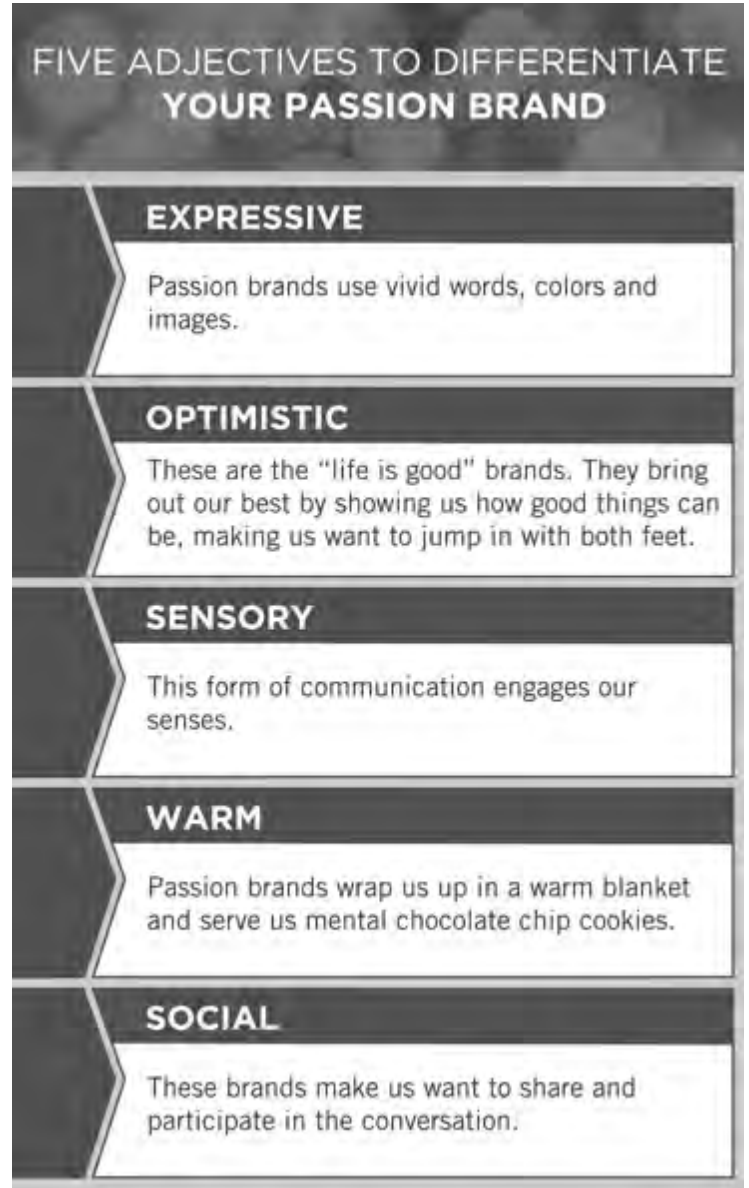 FIVE ADJECTIVES TO DIFFERENTIATE
YOUR PASSION BRAND
EXPRESSIVE
Passion brands use vivid words, colors and
images.
OPTIMISTIC
These are the “life is good” brands. They bring
out our best by showing us how good things can
be, making us want to jump in with both feet.
SENSORY
This form of communication engages our
senses.
WARM
Passion brands wrap us up in a warm blanket
and serve us mental chocolate chip cookies.
SOCIAL
These brands make us want to share and
participate in the conversation.